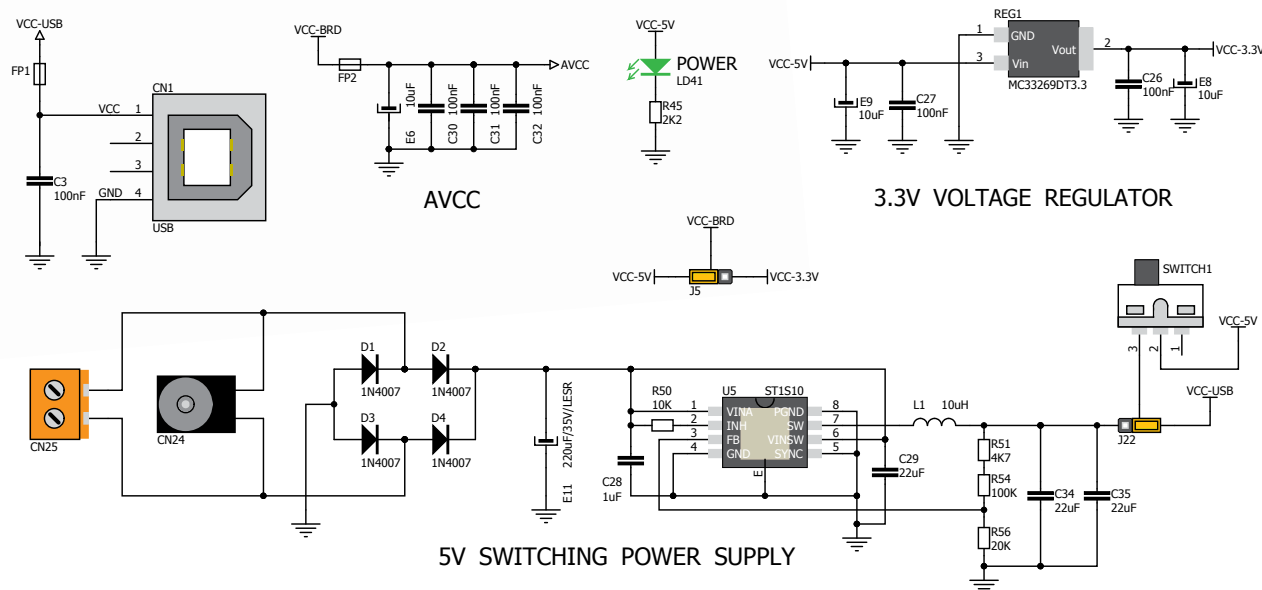 VCC-USB
FP1
CN1
VCC 1
2
3
GND 4
C3
100nF
USB
VCC-BRD
FP2
AVCC
10uF
E6
100nF
C30
100nF
C31
100nF
C32
AVCC
VCC-5V
POWER
LD41
R45
2K2
REG1
1 GND
Vout 2
3 Vin
MC33269DT3.3
VCC-5V
VCC-3.3V
E9
10uF
C27
100nF
C26
100nF
E8
10uF
3.3V VOLTAGE REGULATOR
VCC-BRD
VCC-5V
VCC-3.3V
J5
SWITCH1
3 2 1
VCC-5V
VCC-USB
J22
CN25
CN24
D1
1N4007
D2
1N4007
D3
1N4007
D4
1N4007
E11 220uF/35V/LESR
R50
10K
C28
1uF
U5 ST1S10
1 VINA PGND 8
2 INH SW 7
3 FB VINSW 6
4 GND SYNC 5
E
C29
22uF
L1 10uH
R51
4K7
R54
100K
R56
20K
C34
22uF
C35
22uF
5V SWITCHING POWER SUPPLY